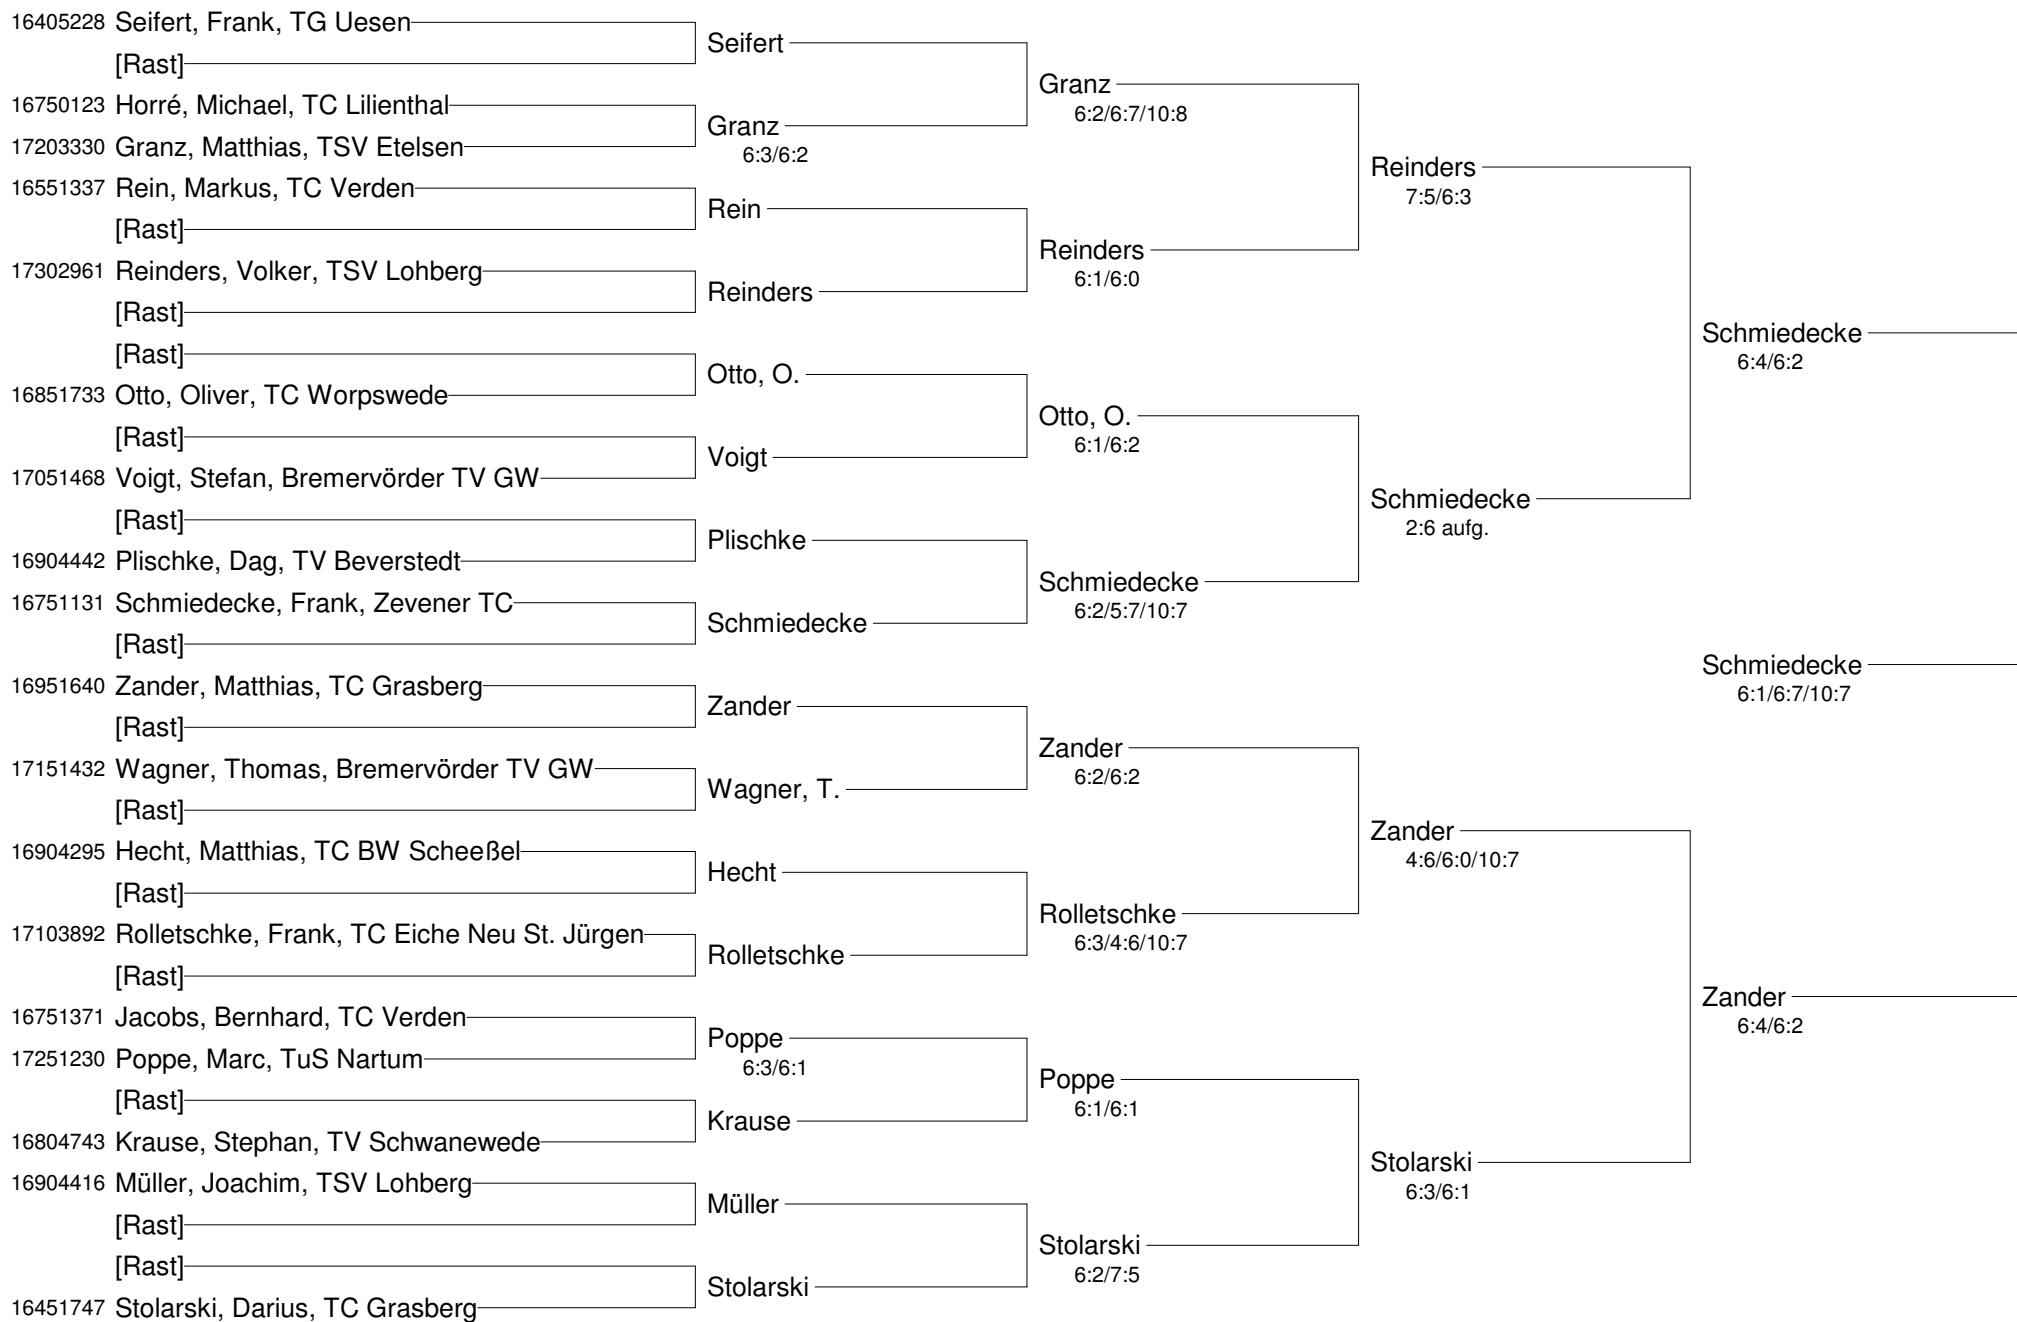 16405228 Seifert, Frank, TG Uesen
[Rast]
16750123 Horré, Michael, TC Lilienthal
17203330 Granz, Matthias, TSV Etelsen
16551337 Rein, Markus, TC Verden
[Rast]
17302961 Reinders, Volker, TSV Lohberg
[Rast]
[Rast]
16851733 Otto, Oliver, TC Worpswede
[Rast]
17051468 Voigt, Stefan, Bremervörder TV GW
[Rast]
16904442 Plischke, Dag, TV Beverstedt
16751131 Schmiedecke, Frank, Zevener TC
[Rast]
16951640 Zander, Matthias, TC Grasberg
[Rast]
17151432 Wagner, Thomas, Bremervörder TV GW
[Rast]
16904295 Hecht, Matthias, TC BW Scheeßel
[Rast]
17103892 Rolletschke, Frank, TC Eiche Neu St. Jürgen
[Rast]
16751371 Jacobs, Bernhard, TC Verden
17251230 Poppe, Marc, TuS Nartum
[Rast]
16804743 Krause, Stephan, TV Schwanewede
16904416 Müller, Joachim, TSV Lohberg
[Rast]
[Rast]
16451747 Stolarski, Darius, TC Grasberg
Seifert
Granz
6:3/6:2
Rein
Reinders
Otto, O.
Voigt
Plischke
Schmiedecke
Zander
Wagner, T.
Hecht
Rolletschke
Poppe
6:3/6:1
Krause
Müller
Stolarski
Granz
6:2/6:7/10:8
Reinders
6:1/6:0
Otto, O.
6:1/6:2
Schmiedecke
6:2/5:7/10:7
Zander
6:2/6:2
Rolletschke
6:3/4:6/10:7
Poppe
6:1/6:1
Stolarski
6:2/7:5
Reinders
7:5/6:3
Schmiedecke
2:6 aufg.
Zander
4:6/6:0/10:7
Stolarski
6:3/6:1
Schmiedecke
6:4/6:2
Schmiedecke
6:1/6:7/10:7
Zander
6:4/6:2